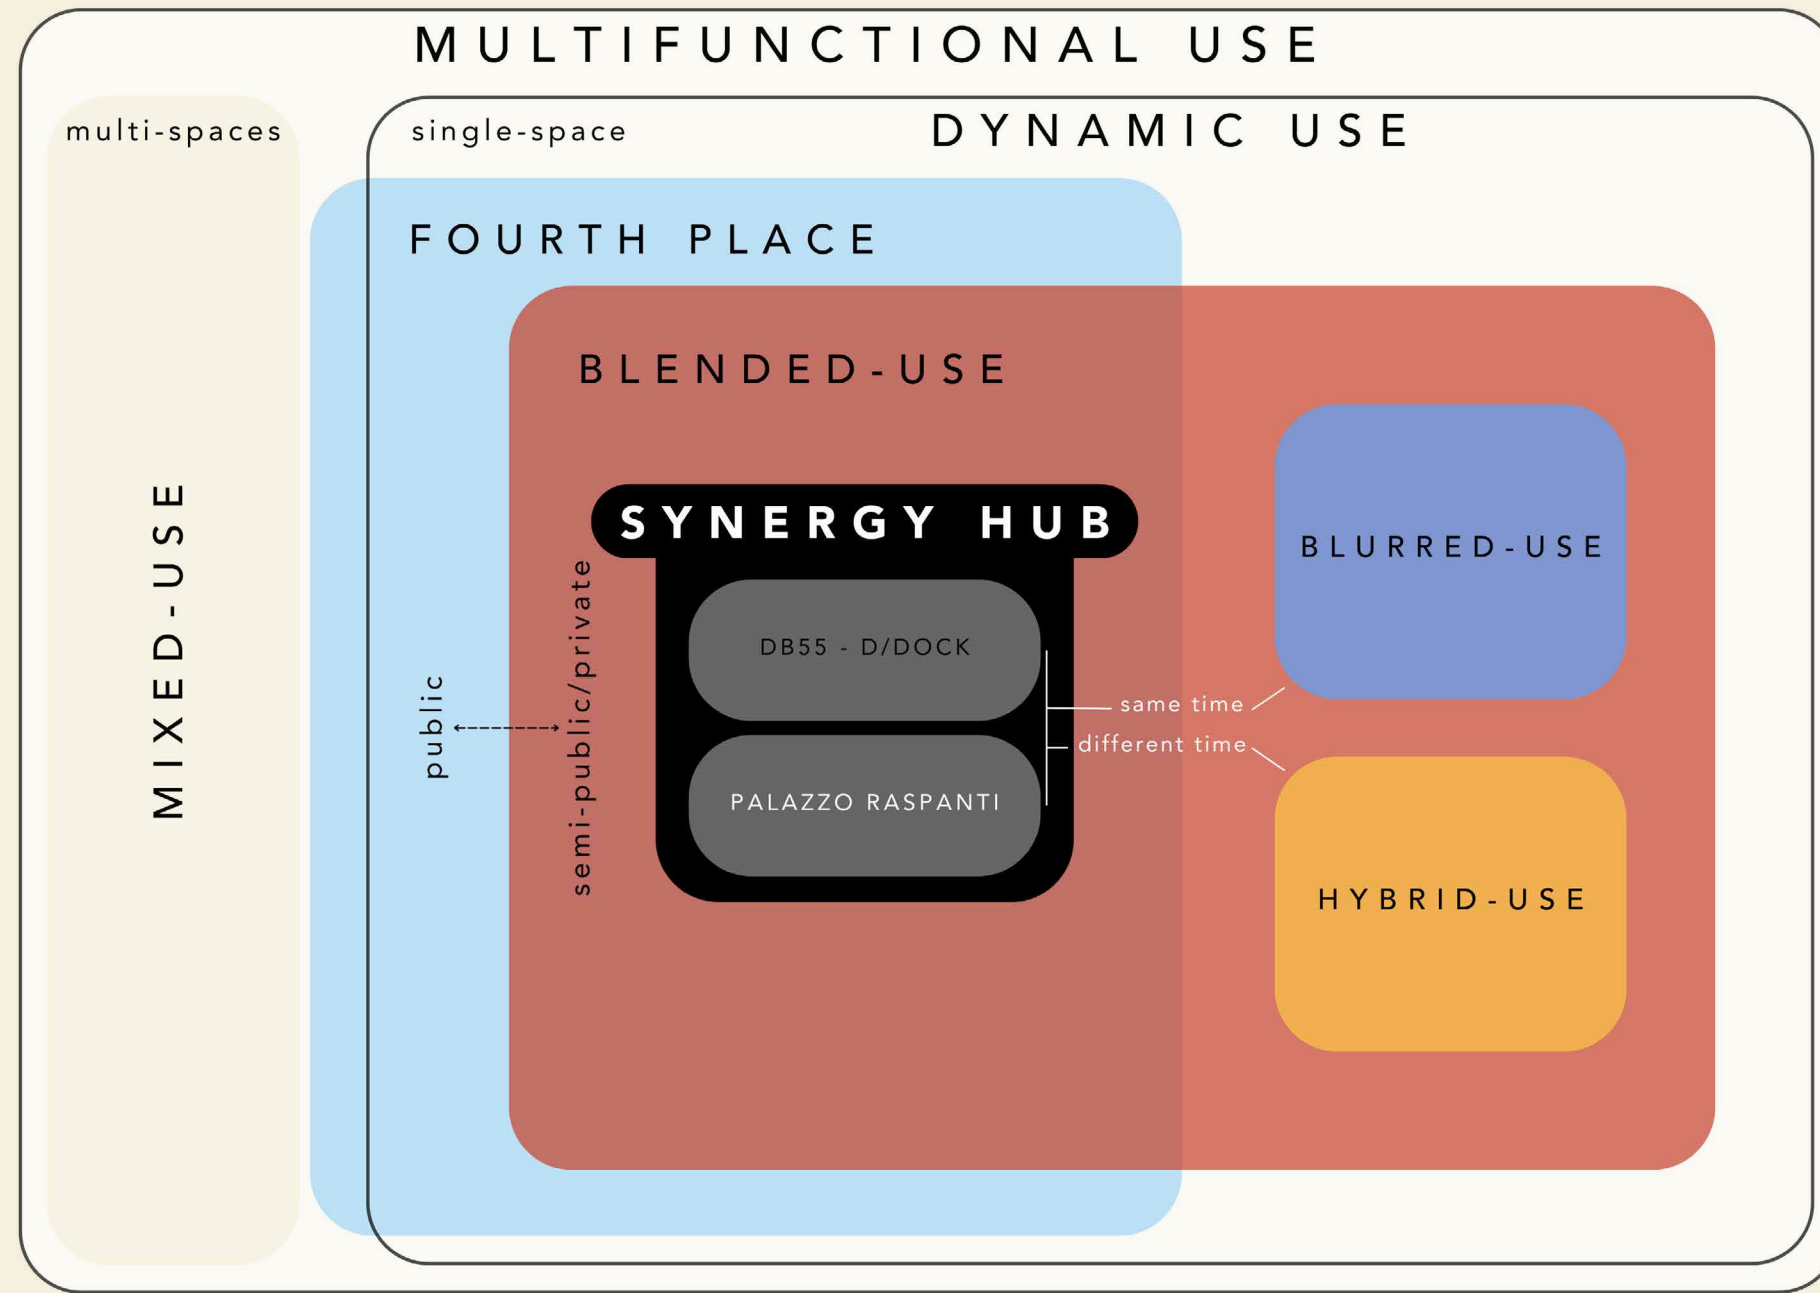 MULTIFUNCTIONAL USE
multi-spaces
single-space
DYNAMIC USE
FOURTH PLACE
BLENDED-USE
MIXED-USE
public
semi-public/private
SYNERGY HUB
DB55 - D/DOCK
PALAZZO RASPANTI
same time
different time
BLURRED-USE
HYBRID-USE